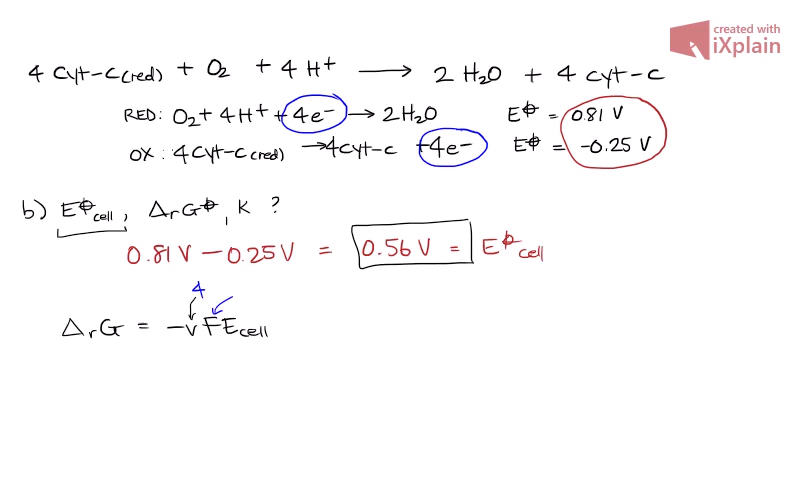 created with
iXplain
4 Cyt-c(red) + O₂ + 4 H⁺ ⟶ 2 H₂O + 4 cyt-c
RED: O₂ + 4H⁺ + 4e⁻ → 2H₂O E⦵ = 0.81 V
OX: 4Cyt-c(red) → 4cyt-c +4e⁻ E⦵ = -0.25 V
b) E⦵cell, ΔrG⦵, K ?
0.81 V - 0.25 V = 0.56 V = E⦵cell
4
ΔrG = -vFEcell